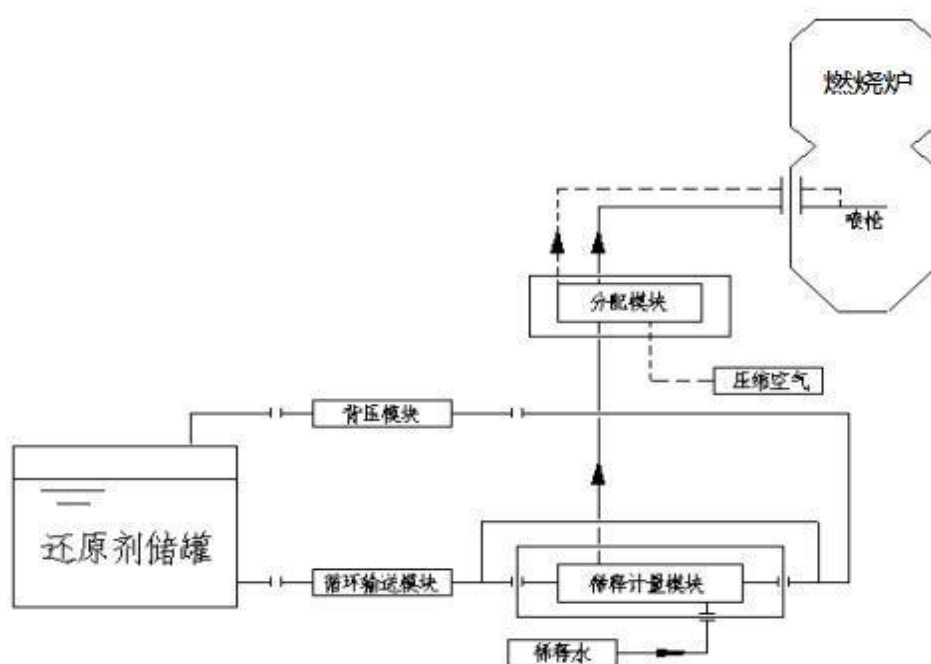 燃烧炉
喷枪
分配模块
压缩空气
背压模块
还原剂储罐
循环输送模块
稀释计量模块
稀释水